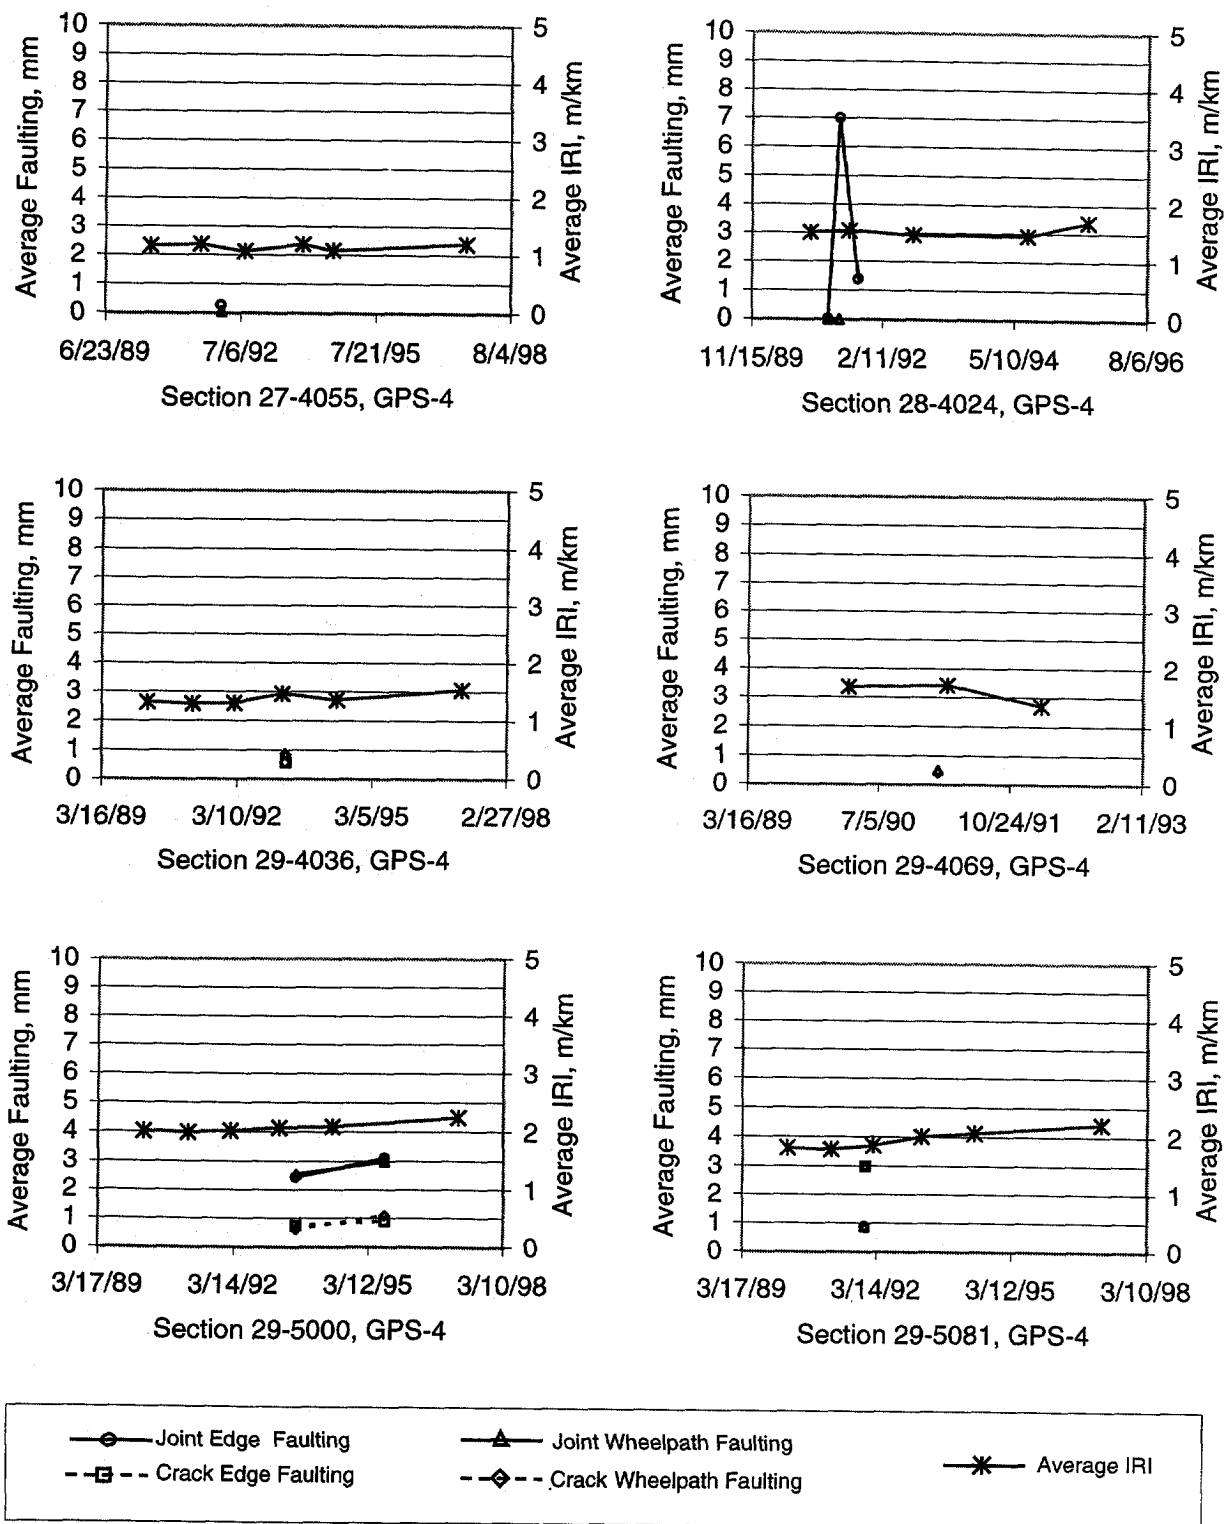 10 9 8 7 6 5 4 3 2 1 0
Average Faulting, mm
5 4 3 2 1 0
Average IRI, m/km
6/23/89 7/6/92 7/21/95 8/4/98
Section 27-4055, GPS-4
10 9 8 7 6 5 4 3 2 1 0
Average Faulting, mm
5 4 3 2 1 0
Average IRI, m/km
11/15/89 2/11/92 5/10/94 8/6/96
Section 28-4024, GPS-4
10 9 8 7 6 5 4 3 2 1 0
Average Faulting, mm
5 4 3 2 1 0
Average IRI, m/km
3/16/89 3/10/92 3/5/95 2/27/98
Section 29-4036, GPS-4
10 9 8 7 6 5 4 3 2 1 0
Average Faulting, mm
5 4 3 2 1 0
Average IRI, m/km
3/16/89 7/5/90 10/24/91 2/11/93
Section 29-4069, GPS-4
10 9 8 7 6 5 4 3 2 1 0
Average Faulting, mm
5 4 3 2 1 0
Average IRI, m/km
3/17/89 3/14/92 3/12/95 3/10/98
Section 29-5000, GPS-4
10 9 8 7 6 5 4 3 2 1 0
Average Faulting, mm
5 4 3 2 1 0
Average IRI, m/km
3/17/89 3/14/92 3/12/95 3/10/98
Section 29-5081, GPS-4
Joint Edge Faulting
Joint Wheelpath Faulting
Crack Edge Faulting
Crack Wheelpath Faulting
Average IRI